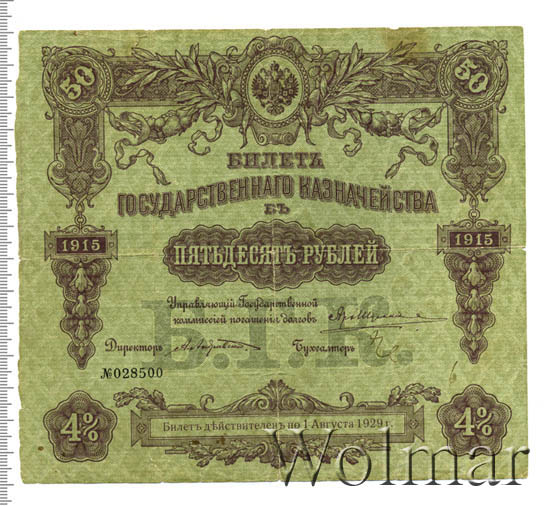 50 50
БИЛЕТЪ
ГОСУДАРСТВЕННАГО КАЗНАЧЕЙСТВА
ВЪ
1915 ПЯТЬДЕСЯТЪ РУБЛЕЙ 1915
Б.Г.К.
Управляющій Государственной
коммиссіей погашенія долговъ.
Директоръ Бухгалтеръ
№028500
4% Билетъ дѣйствителенъ по 1 Августа 1929 г. 4%
Wolmar